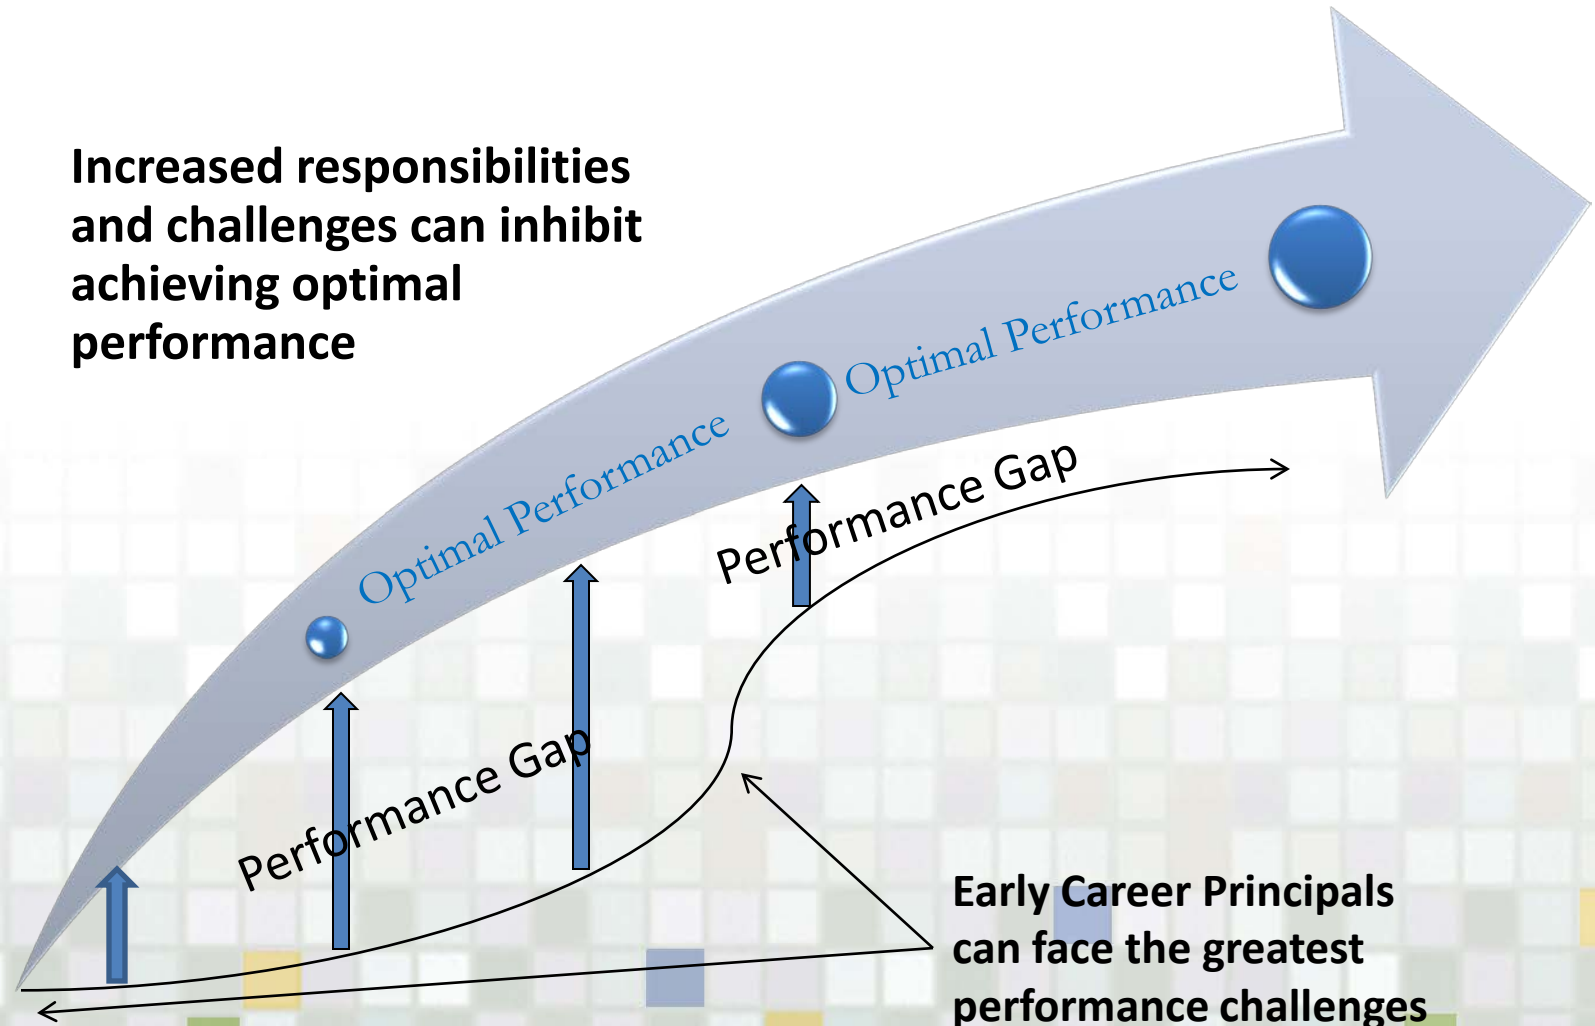 Increased responsibilities
and challenges can inhibit
achieving optimal
performance
Optimal Performance
Optimal Performance
Performance Gap
Performance Gap
Early Career Principals
can face the greatest
performance challenges